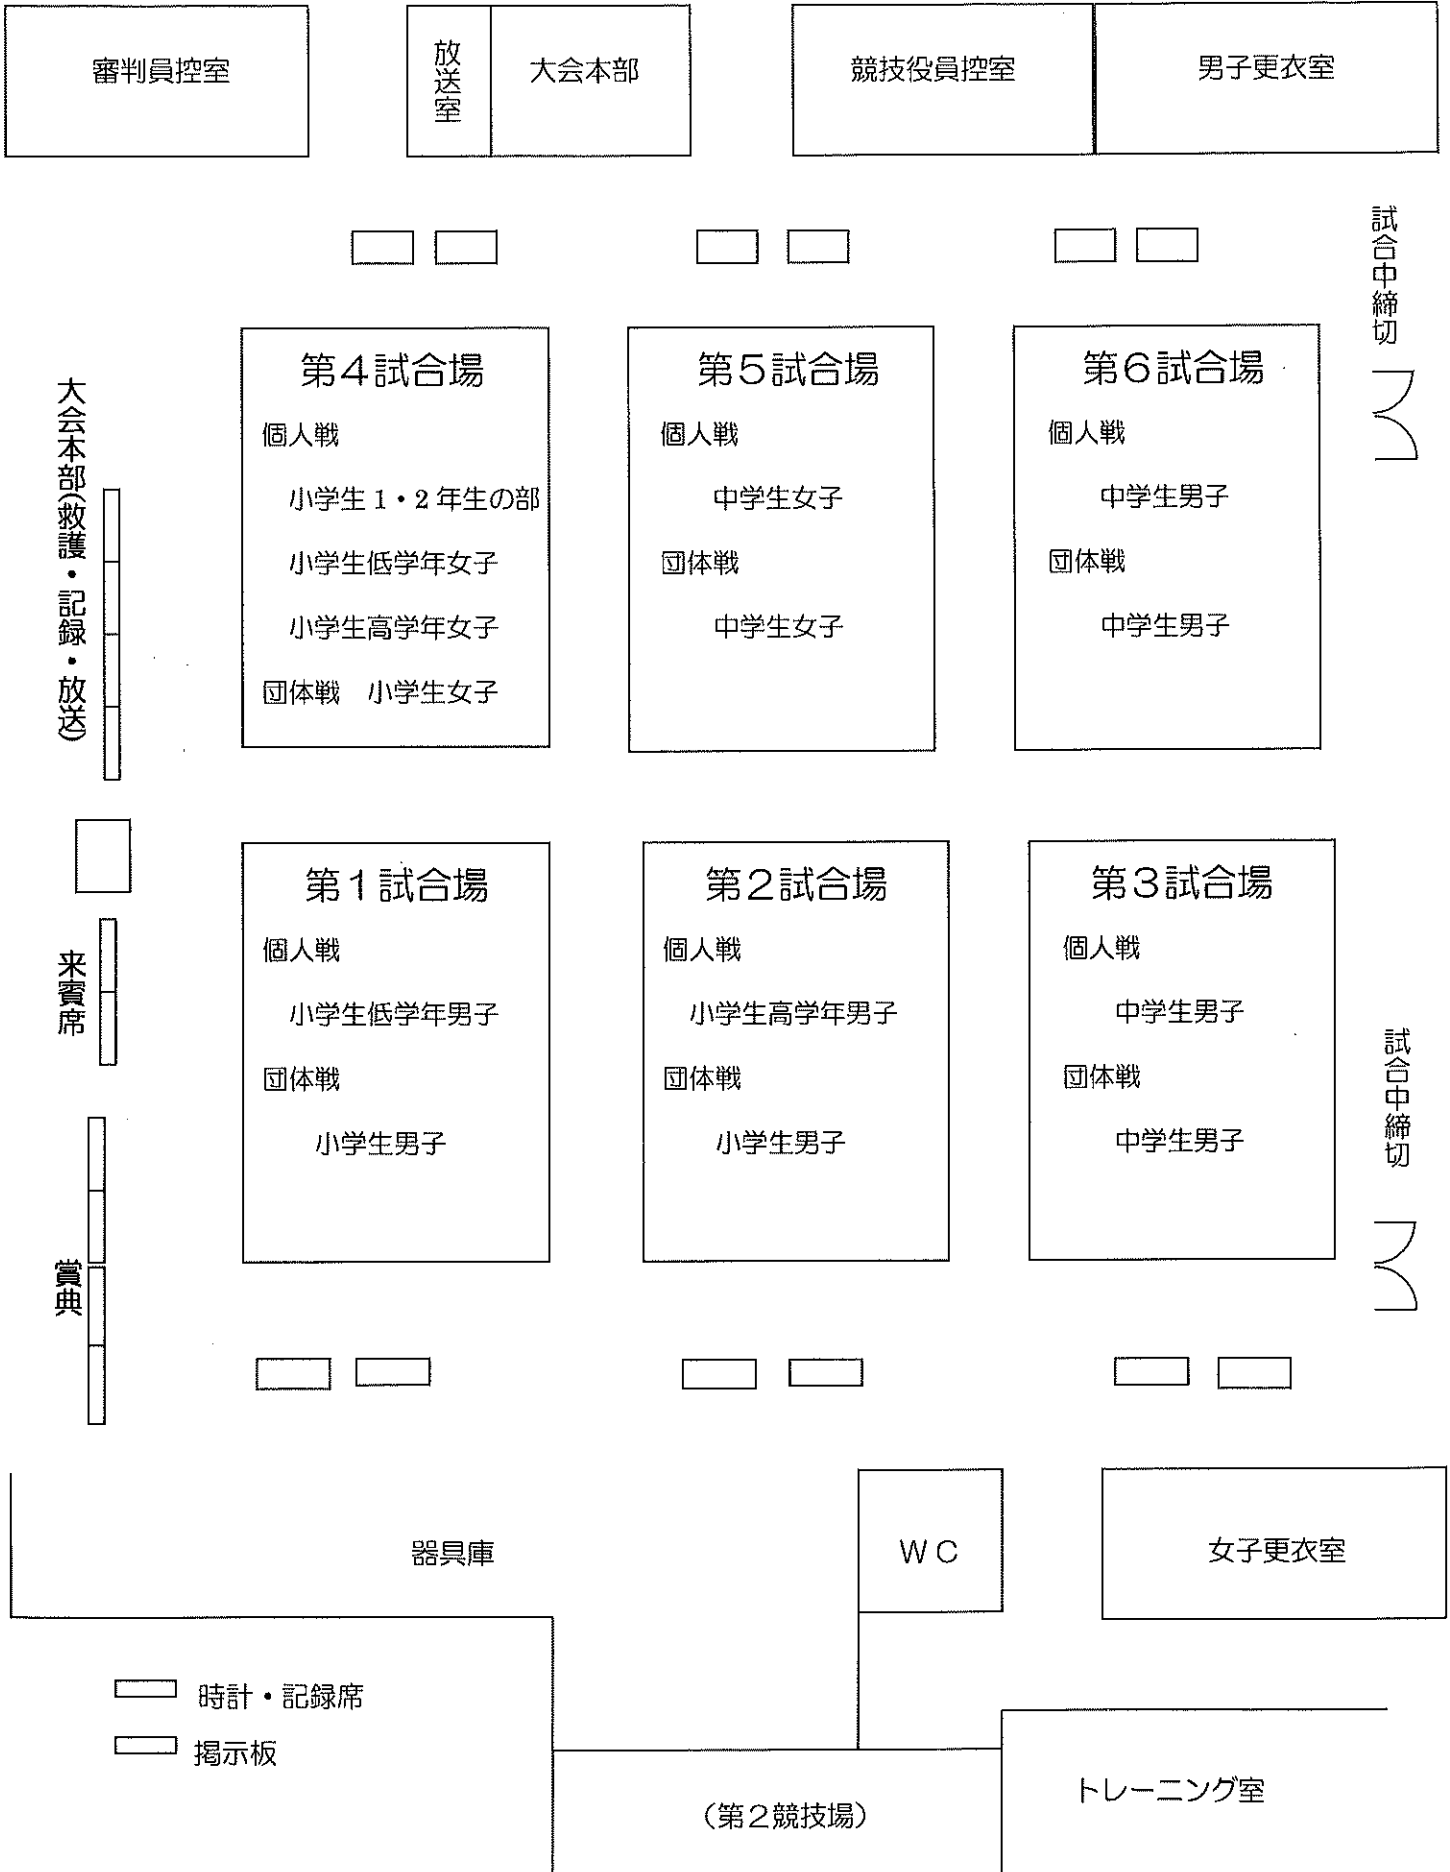 審判員控室
放送室
大会本部
競技役員控室
男子更衣室
試合中締切
大会本部(救護・記録・放送)
第4試合場
個人戦
小学生1・2年生の部
小学生低学年女子
小学生高学年女子
団体戦 小学生女子
第5試合場
個人戦
中学生女子
団体戦
中学生女子
第6試合場
個人戦
中学生男子
団体戦
中学生男子
来賓席
賞典
第1試合場
個人戦
小学生低学年男子
団体戦
小学生男子
第2試合場
個人戦
小学生高学年男子
団体戦
小学生男子
第3試合場
個人戦
中学生男子
団体戦
中学生男子
試合中締切
器具庫
WC
女子更衣室
時計・記録席
掲示板
(第2競技場)
トレーニング室